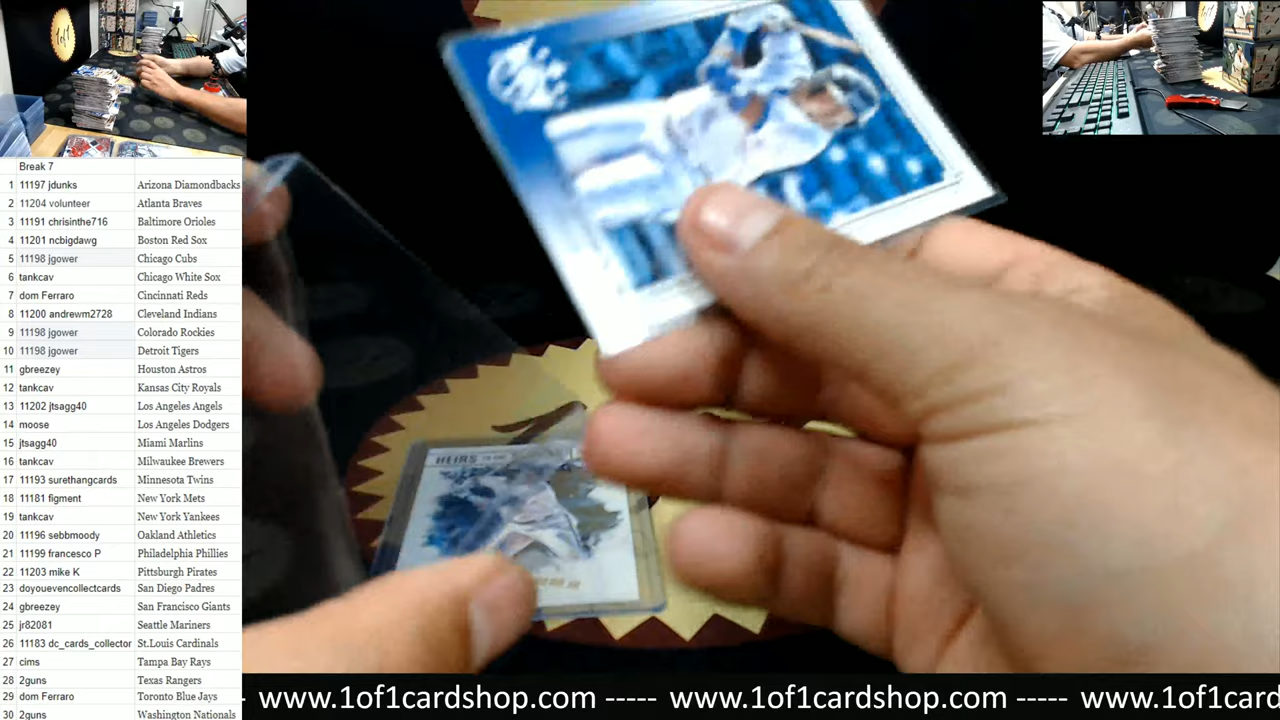 1of1
Break 7
1 11197 jdunks Arizona Diamondbacks
2 11204 volunteer Atlanta Braves
3 11191 chrisinthe716 Baltimore Orioles
4 11201 ncbigdawg Boston Red Sox
5 11198 jgower Chicago Cubs
6 tankcav Chicago White Sox
7 dom Ferraro Cincinnati Reds
8 11200 andrewm2728 Cleveland Indians
9 11198 jgower Colorado Rockies
10 11198 jgower Detroit Tigers
11 gbreezey Houston Astros
12 tankcav Kansas City Royals
13 11202 jtsagg40 Los Angeles Angels
14 moose Los Angeles Dodgers
15 jtsagg40 Miami Marlins
16 tankcav Milwaukee Brewers
17 11193 surethangcards Minnesota Twins
18 11181 figment New York Mets
19 tankcav New York Yankees
20 11196 sebbmoody Oakland Athletics
21 11199 francesco P Philadelphia Phillies
22 11203 mike K Pittsburgh Pirates
23 doyouevencollectcards San Diego Padres
24 gbreezey San Francisco Giants
25 jr82081 Seattle Mariners
26 11183 dc_cards_collector St.Louis Cardinals
27 cims Tampa Bay Rays
28 2guns Texas Rangers
29 dom Ferraro Toronto Blue Jays
30 2guns Washington Nationals
HEIRS
- www.1of1cardshop.com ----- www.1of1cardshop.com ----- www.1of1cardsh